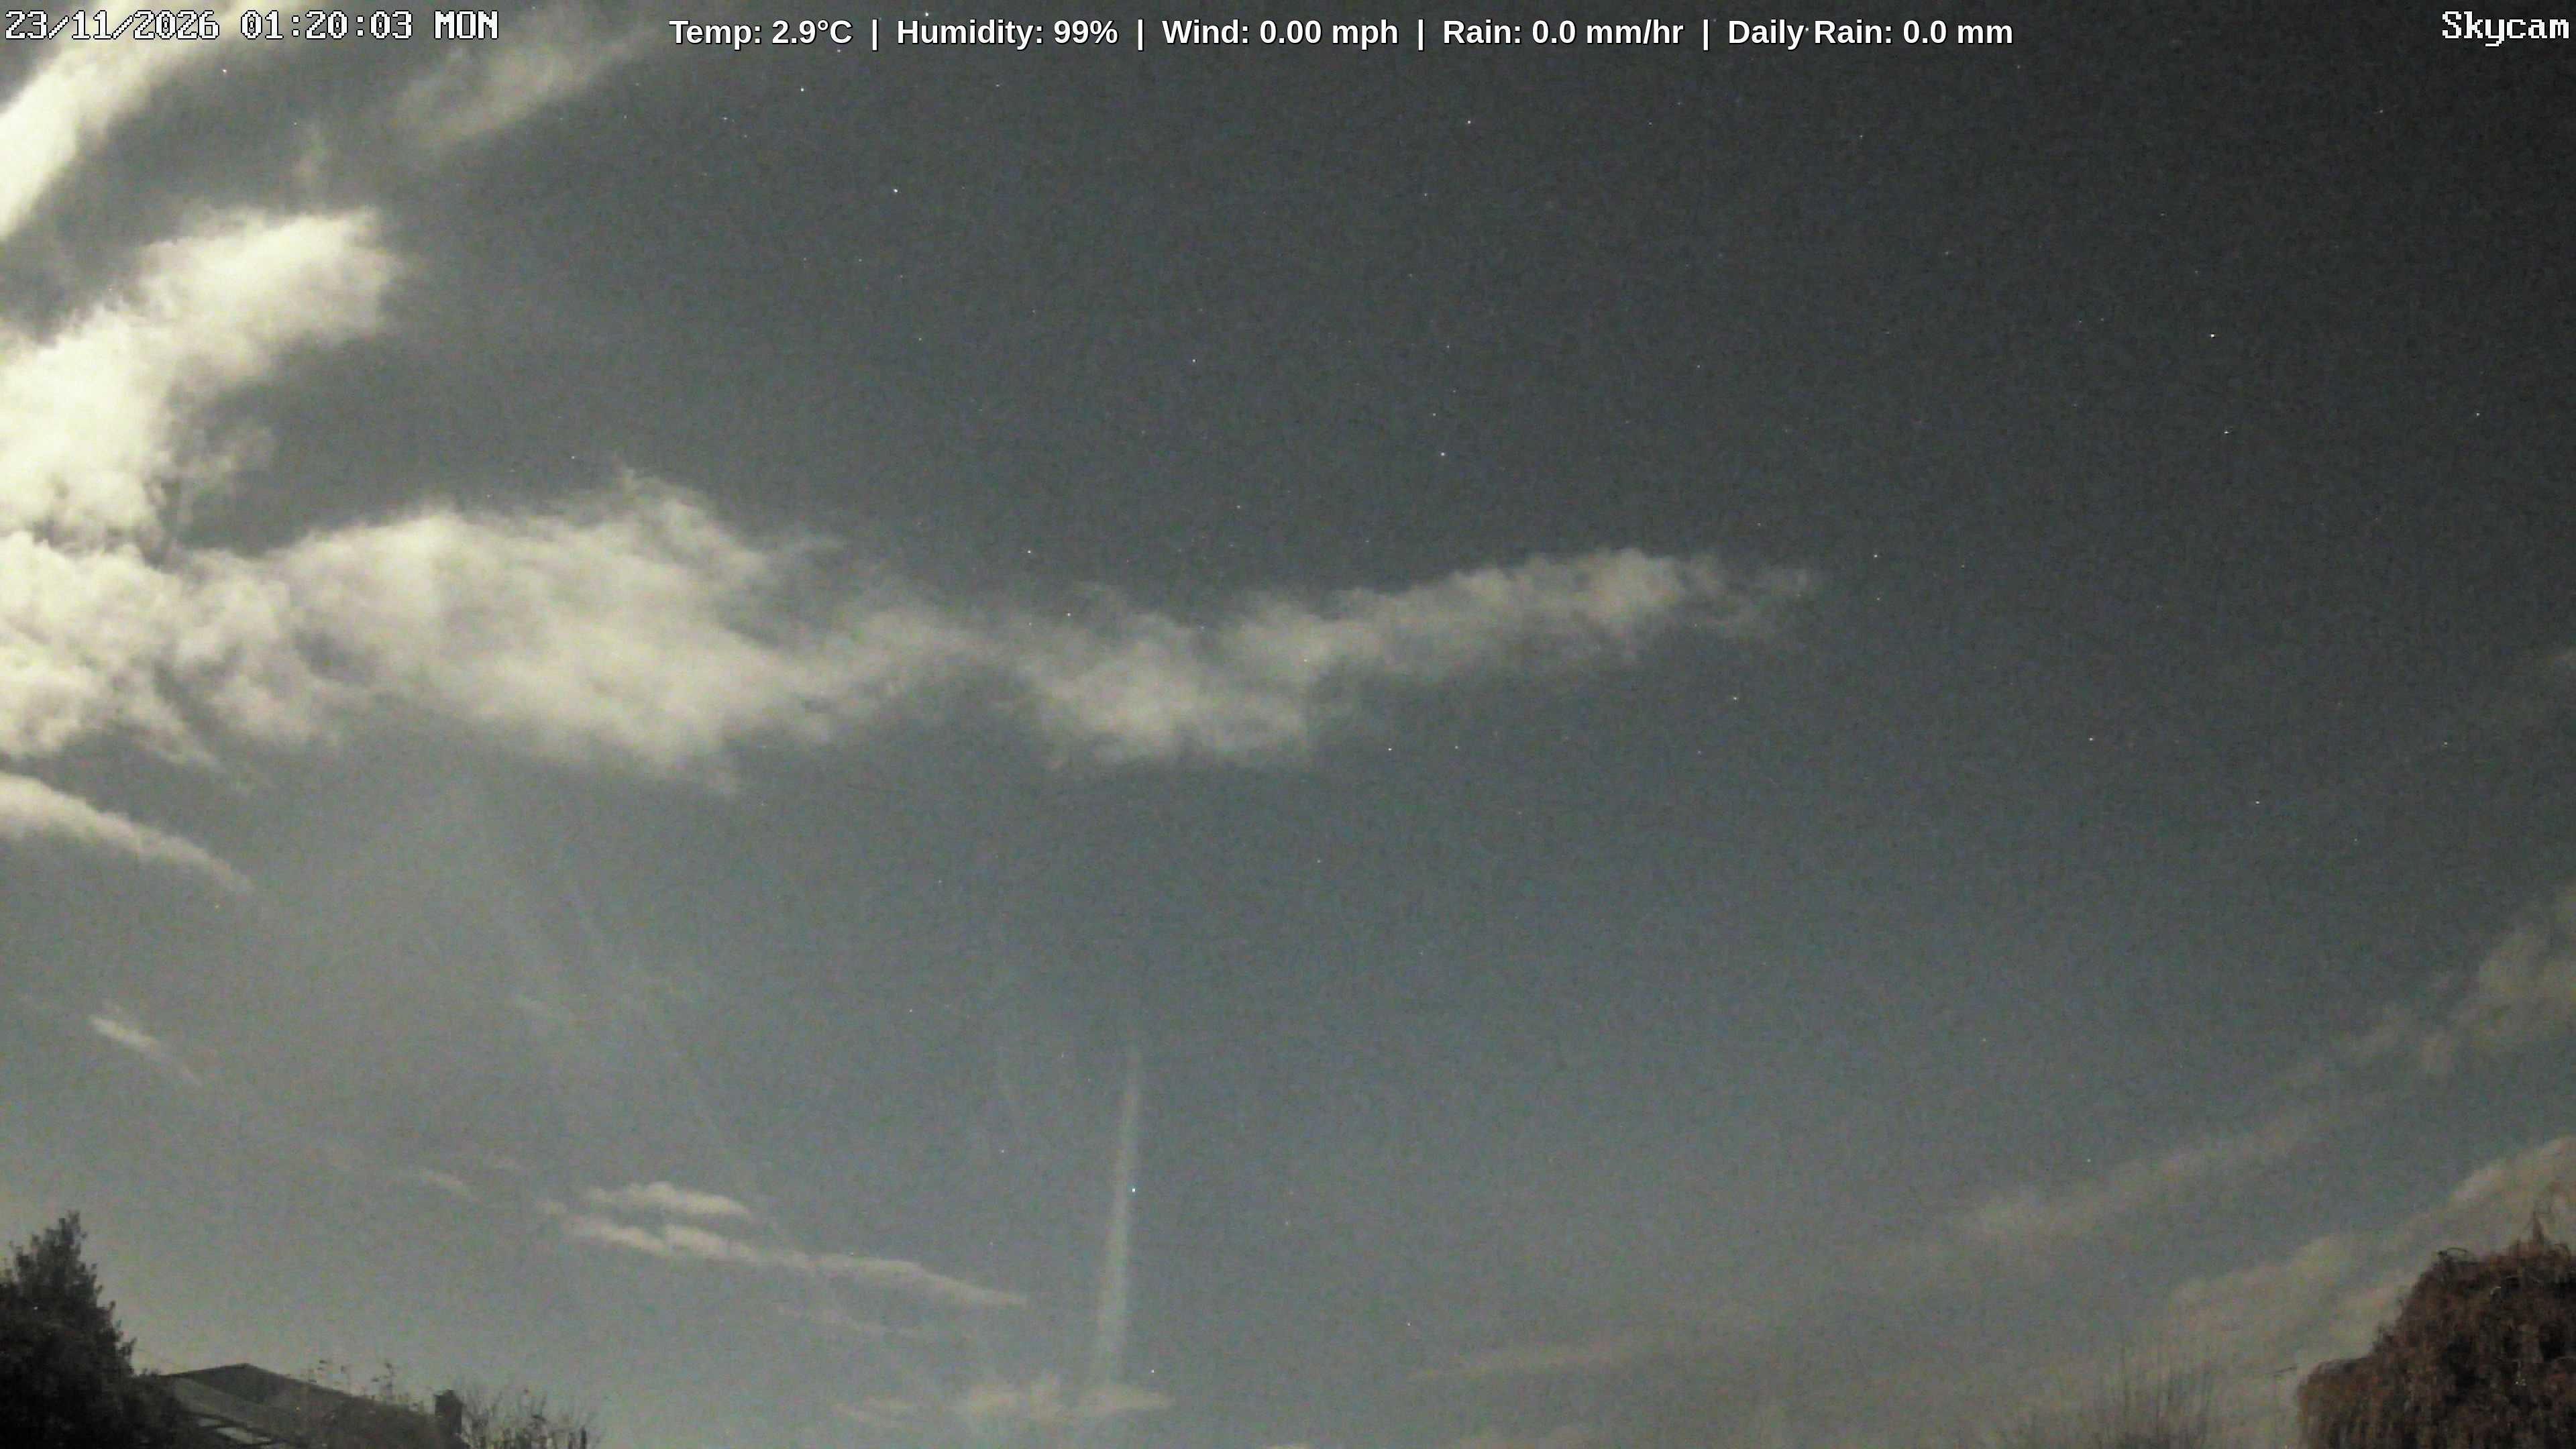 23/11/2026 01:20:03 MON
Temp: 2.9°C | Humidity: 99% | Wind: 0.00 mph | Rain: 0.0 mm/hr | Daily Rain: 0.0 mm
Skycam